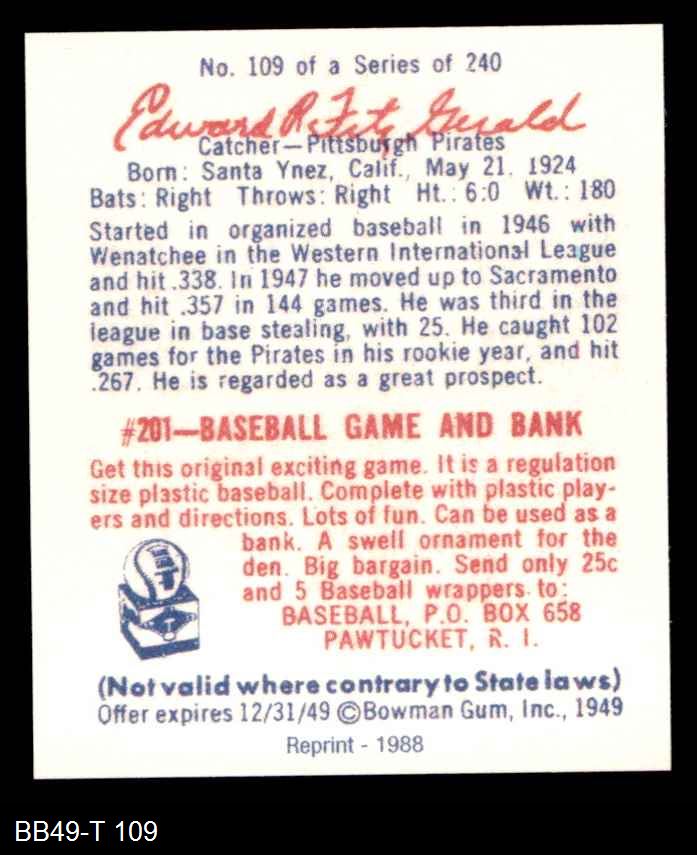 No. 109 of a Series of 240
Edward R. Fitz Gerald
Catcher—Pittsburgh Pirates
Born: Santa Ynez, Calif., May 21, 1924
Bats: Right Throws: Right Ht.: 6:0 Wt.: 180
Started in organized baseball in 1946 with
Wenatchee in the Western International League
and hit .338. In 1947 he moved up to Sacramento
and hit .357 in 144 games. He was third in the
league in base stealing, with 25. He caught 102
games for the Pirates in his rookie year, and hit
.267. He is regarded as a great prospect.
#201—BASEBALL GAME AND BANK
Get this original exciting game. It is a regulation
size plastic baseball. Complete with plastic play-
ers and directions. Lots of fun. Can be used as a
bank. A swell ornament for the
den. Big bargain. Send only 25c
and 5 Baseball wrappers to:
BASEBALL, P.O. BOX 658
PAWTUCKET, R. I.
(Not valid where contrary to State laws)
Offer expires 12/31/49 ©Bowman Gum, Inc., 1949
Reprint - 1988
BB49-T 109